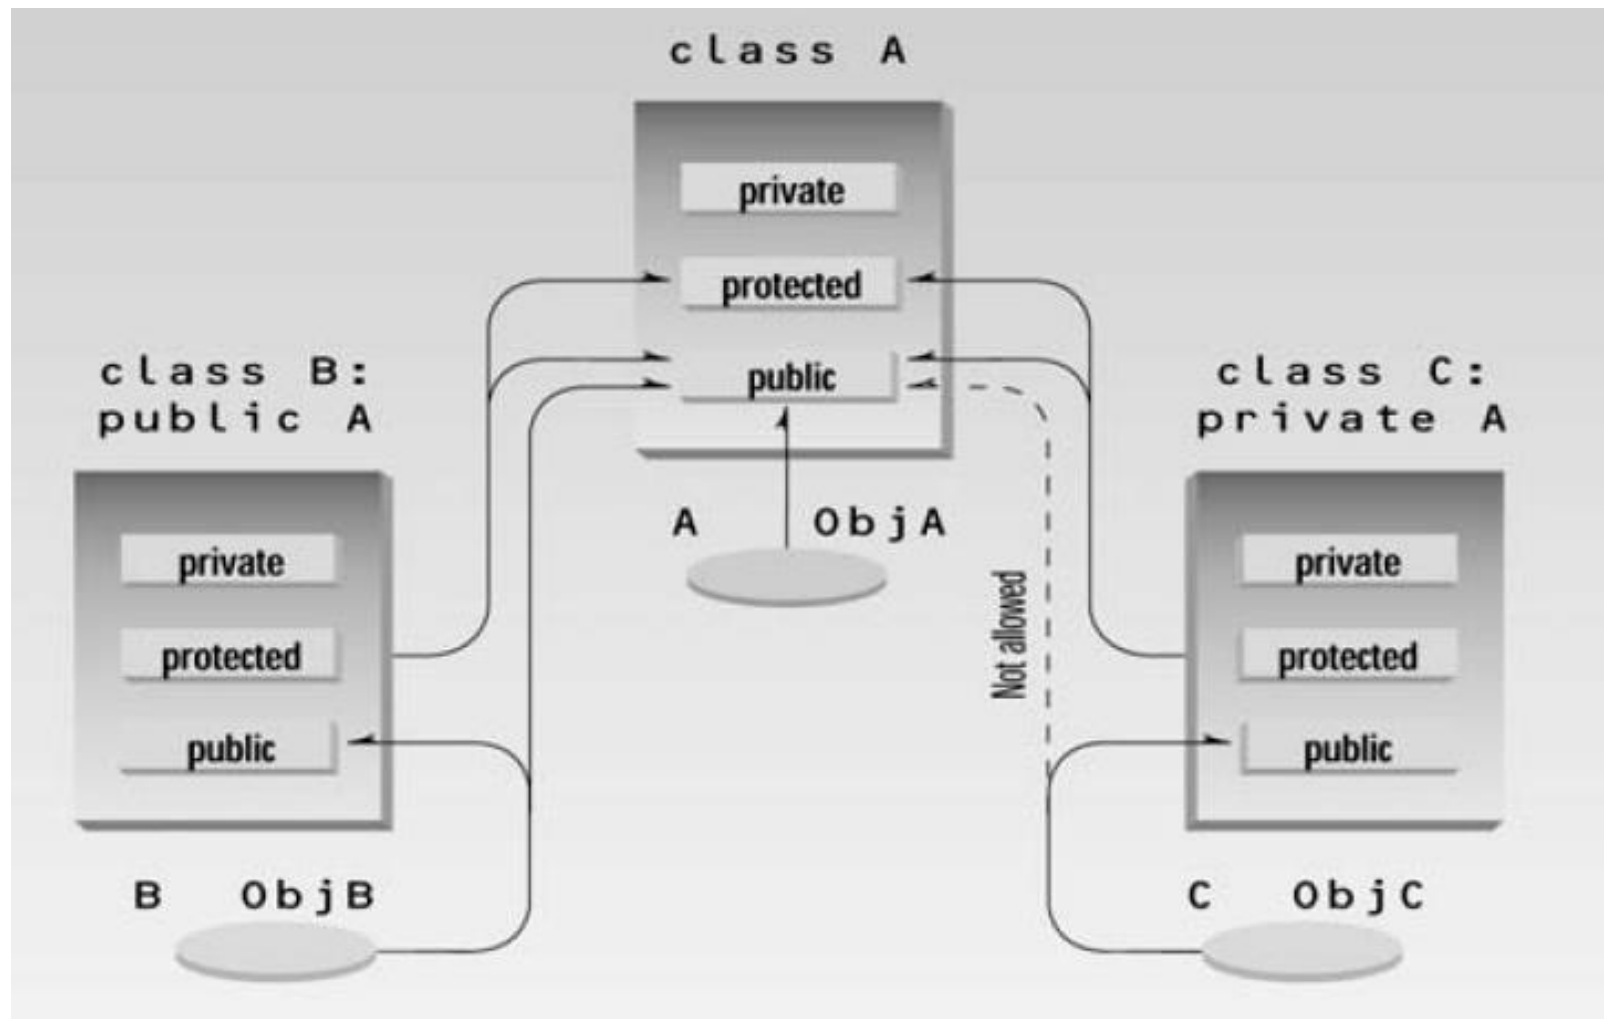 class A
private
protected
public
class B:
public A
private
protected
public
A ObjA
Not allowed
class C:
private A
private
protected
public
B ObjB
C ObjC